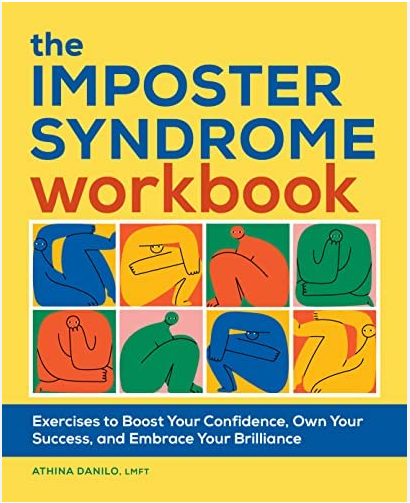 the
IMPOSTER
SYNDROME
workbook
Exercises to Boost Your Confidence, Own Your
Success, and Embrace Your Brilliance
ATHINA DANILO, LMFT